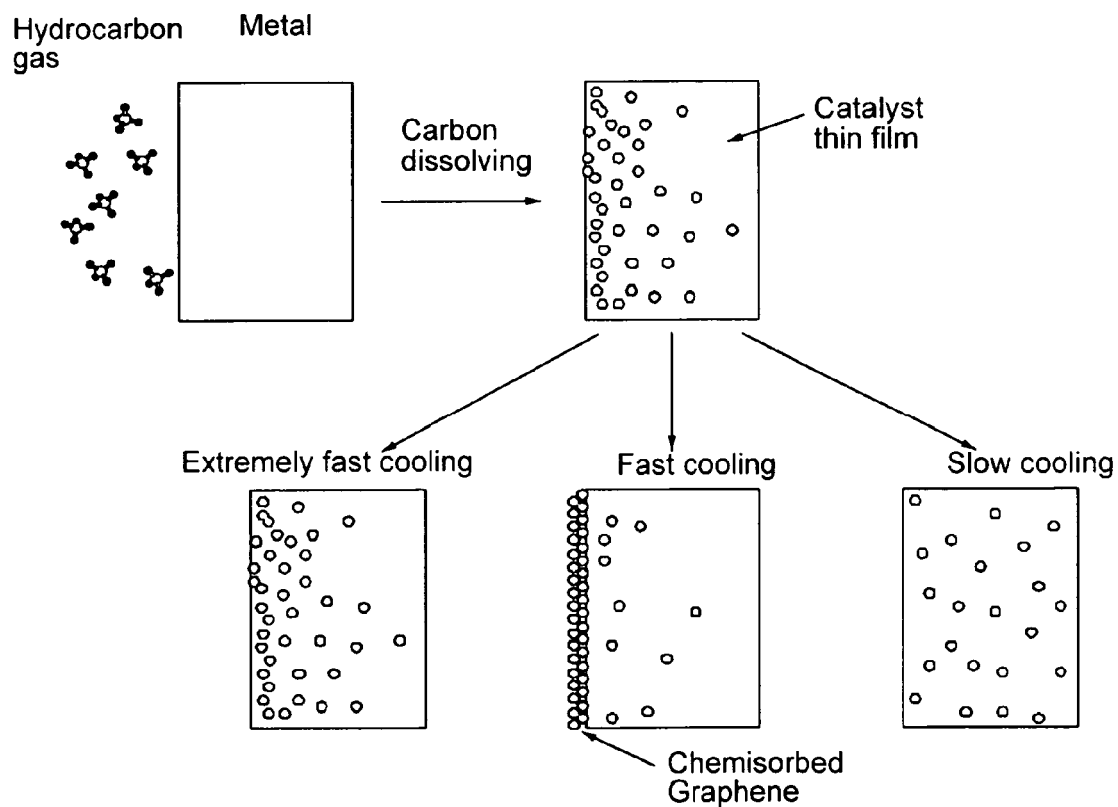 Hydrocarbon
gas
Metal
Carbon
dissolving
Catalyst
thin film
Extremely fast cooling
Fast cooling
Slow cooling
Chemisorbed
Graphene